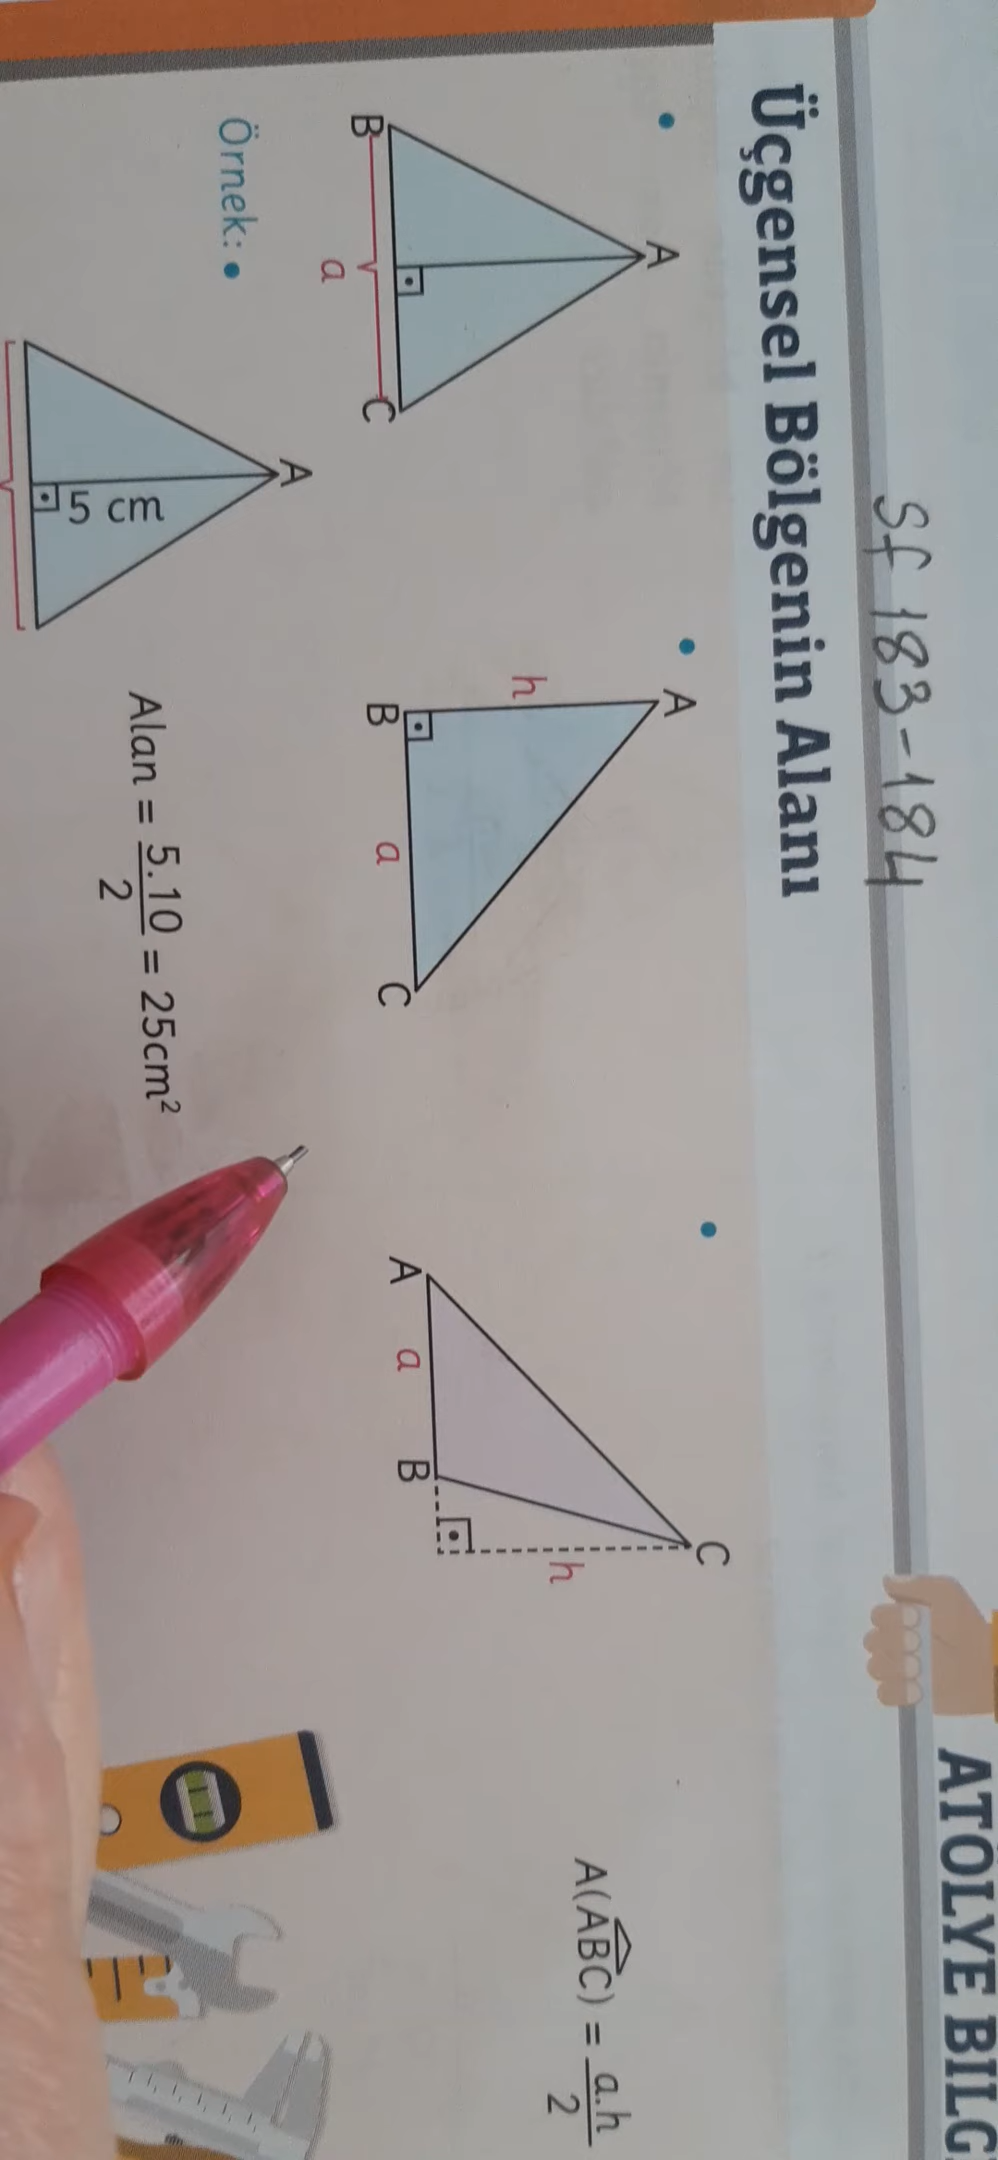 ATÖLYE BİLG
Sf 183-184
Üçgensel Bölgenin Alanı
A
B
C
a
A
h
B
a
C
C
A
a
B
h
A(ABC) = a.h
2
Örnek:
A
5 cm
Alan = 5.10 = 25cm²
2